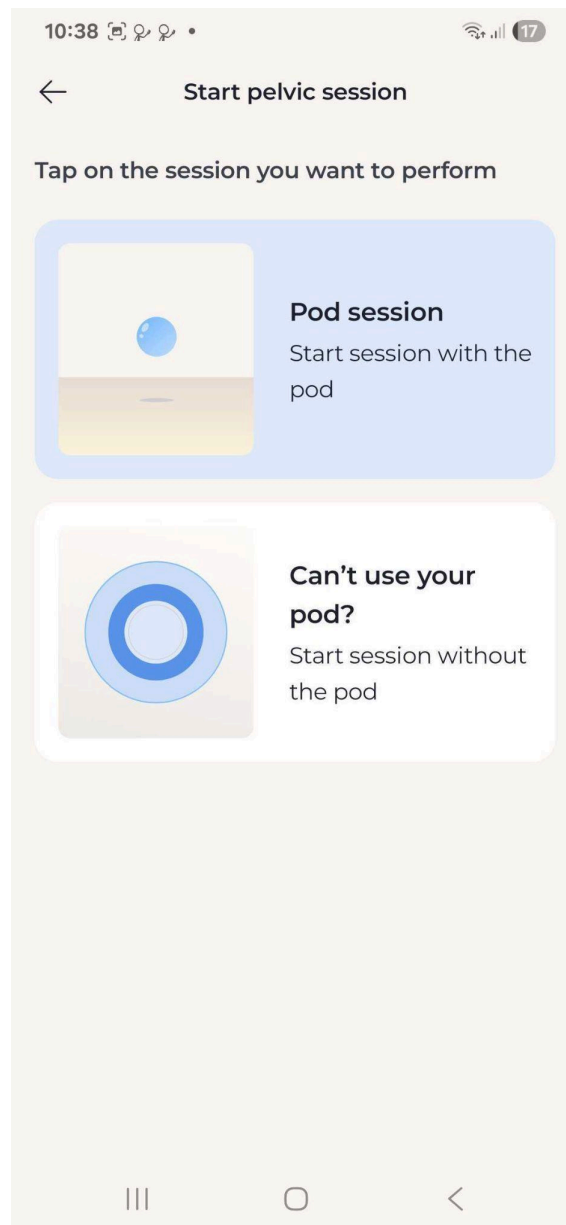 10:38
17
Start pelvic session
Tap on the session you want to perform
Pod session
Start session with the
pod
Can’t use your
pod?
Start session without
the pod